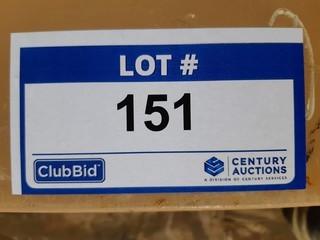 LOT #
151
ClubBid
CENTURY
AUCTIONS
A DIVISION OF CENTURY SERVICES